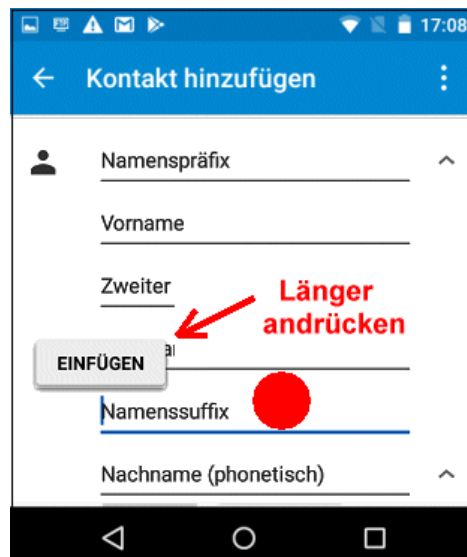 17:08
Kontakt hinzufügen
Namenspräfix
Vorname
Zweiter
Länger
andrücken
EINFÜGEN
Namenssuffix
Nachname (phonetisch)